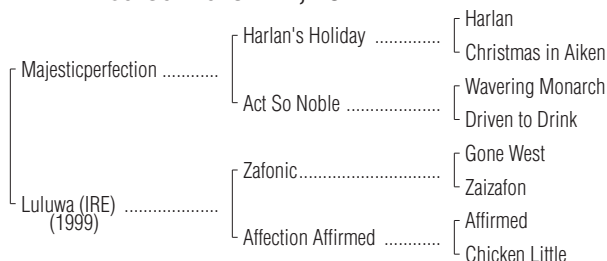 Harlan
Harlan's Holiday ...............
Christmas in Aiken
Majesticperfection ............
Wavering Monarch
Act So Noble .....................
Driven to Drink
Gone West
Zafonic...............................
Zaizafon
Luluwa (IRE) ....................
(1999)
Affirmed
Affection Affirmed ............
Chicken Little